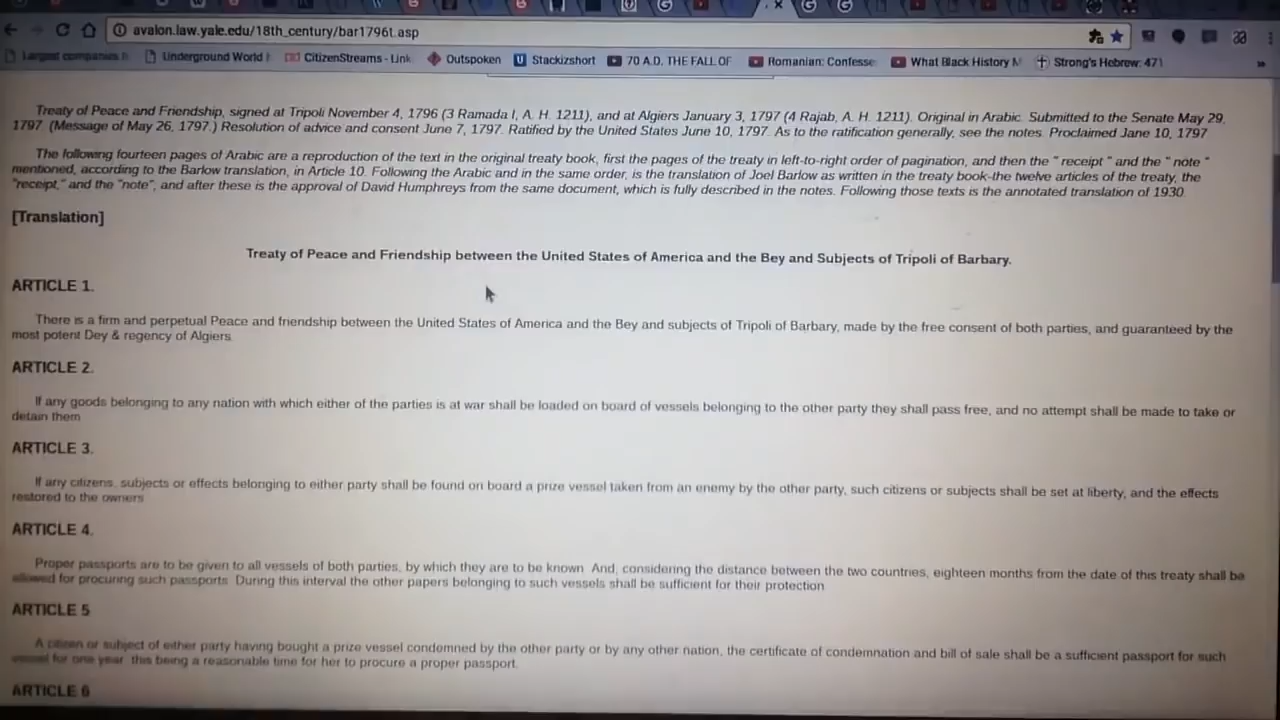 avalon.law.yale.edu/18th_century/bar1796t.asp
Largest companies Underground World CitizenStreams - Link Outspoken Stackizshort 70 A.D. THE FALL OF Romanian: Confesse What Black History M Strong's Hebrew: 471 »
Treaty of Peace and Friendship, signed at Tripoli November 4, 1796 (3 Ramada I, A. H. 1211), and at Algiers January 3, 1797 (4 Rajab, A. H. 1211). Original in Arabic. Submitted to the Senate May 29,
1797. (Message of May 26, 1797.) Resolution of advice and consent June 7, 1797. Ratified by the United States June 10, 1797. As to the ratification generally, see the notes. Proclaimed Jane 10, 1797
The following fourteen pages of Arabic are a reproduction of the text in the original treaty book, first the pages of the treaty in left-to-right order of pagination, and then the " receipt " and the " note "
mentioned, according to the Barlow translation, in Article 10. Following the Arabic and in the same order, is the translation of Joel Barlow as written in the treaty book-the twelve articles of the treaty, the
"receipt," and the "note", and after these is the approval of David Humphreys from the same document, which is fully described in the notes. Following those texts is the annotated translation of 1930.
[Translation]
Treaty of Peace and Friendship between the United States of America and the Bey and Subjects of Tripoli of Barbary.
ARTICLE 1.
There is a firm and perpetual Peace and friendship between the United States of America and the Bey and subjects of Tripoli of Barbary, made by the free consent of both parties, and guaranteed by the
most potent Dey & regency of Algiers.
ARTICLE 2.
If any goods belonging to any nation with which either of the parties is at war shall be loaded on board of vessels belonging to the other party they shall pass free, and no attempt shall be made to take or
detain them.
ARTICLE 3.
If any citizens, subjects or effects belonging to either party shall be found on board a prize vessel taken from an enemy by the other party, such citizens or subjects shall be set at liberty, and the effects
restored to the owners.
ARTICLE 4.
Proper passports are to be given to all vessels of both parties, by which they are to be known. And, considering the distance between the two countries, eighteen months from the date of this treaty shall be
allowed for procuring such passports. During this interval the other papers belonging to such vessels shall be sufficient for their protection.
ARTICLE 5
A citizen or subject of either party having bought a prize vessel condemned by the other party or by any other nation, the certificate of condemnation and bill of sale shall be a sufficient passport for such
vessel for one year; this being a reasonable time for her to procure a proper passport.
ARTICLE 6